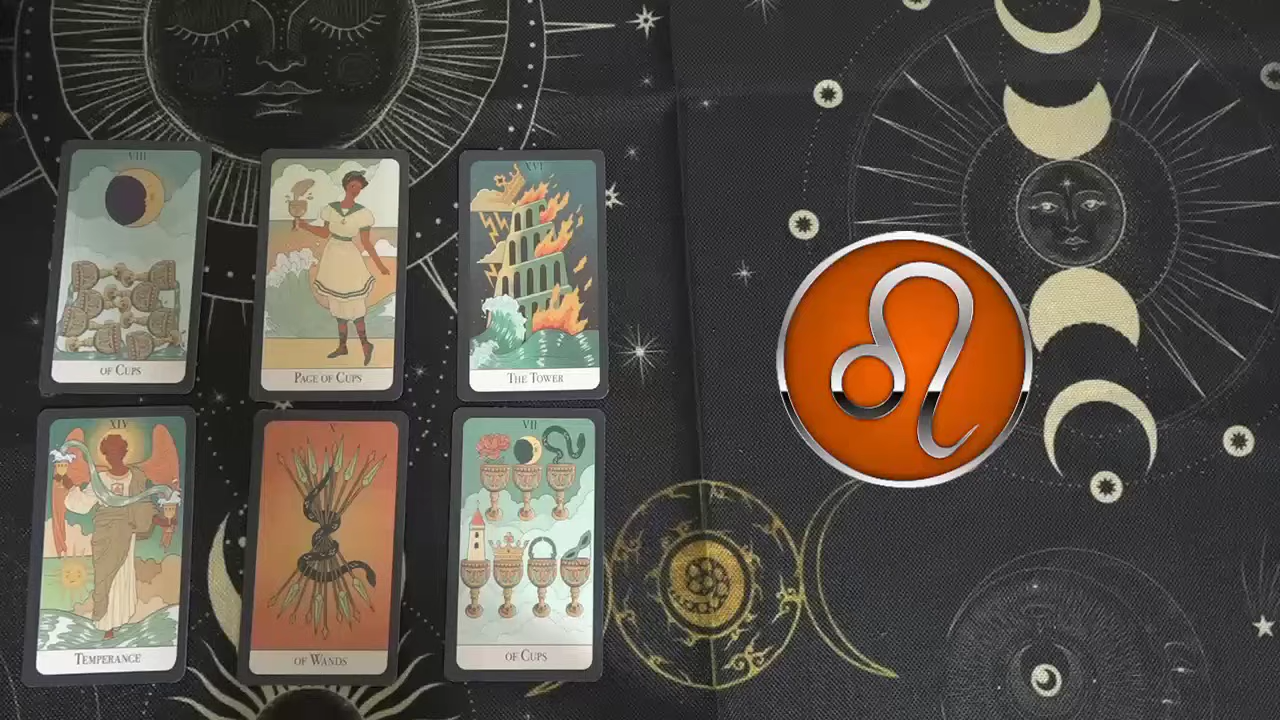 VIII
OF CUPS
PAGE OF CUPS
XVI
THE TOWER
XIV
TEMPERANCE
X
OF WANDS
VII
OF CUPS